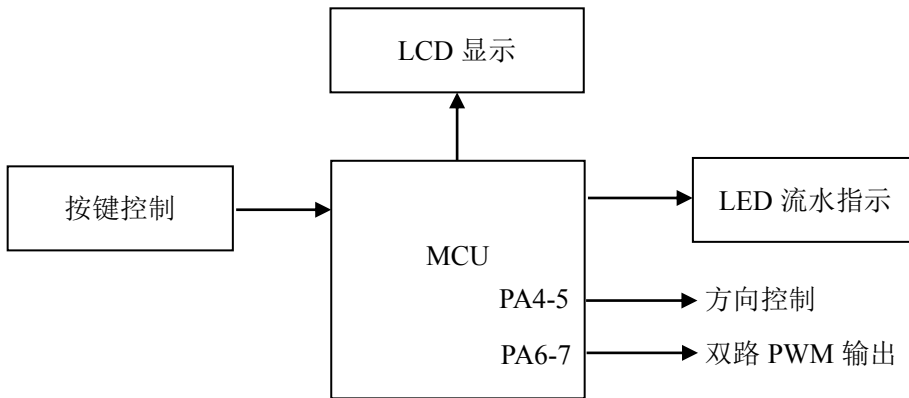 LCD 显示
按键控制
MCU
LED 流水指示
PA4-5
方向控制
PA6-7
双路 PWM 输出